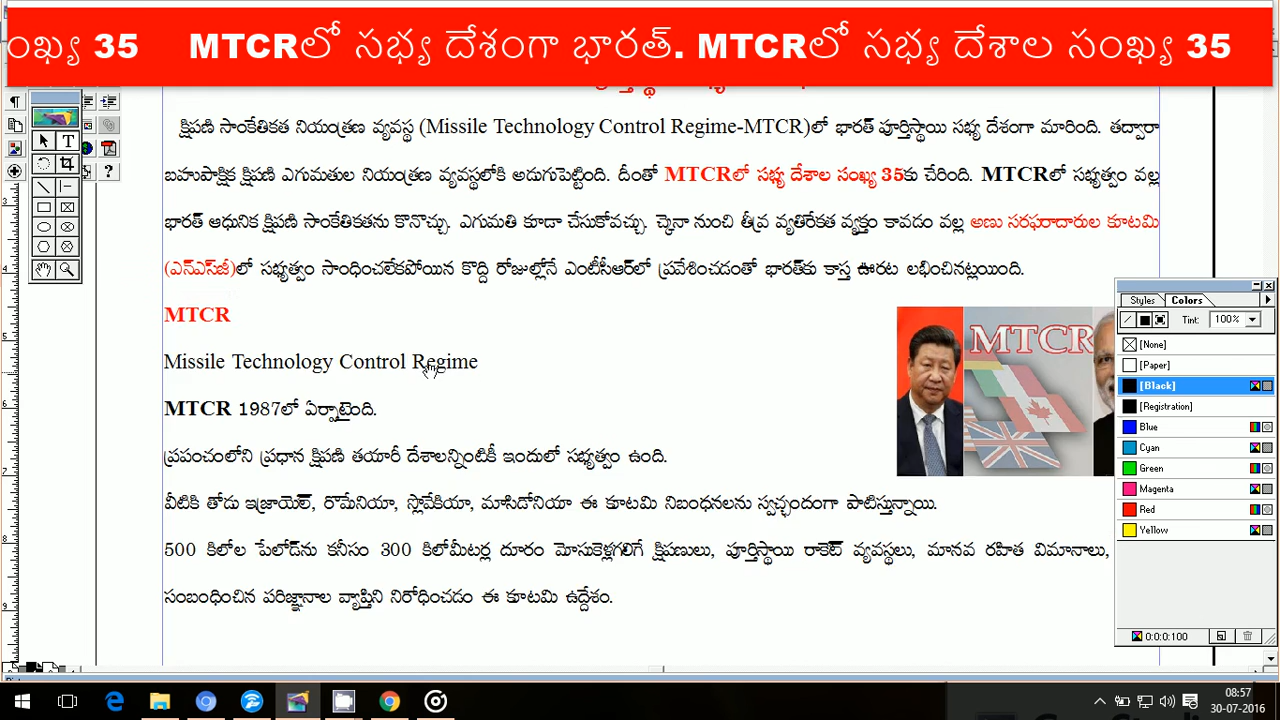 35 MTCRలో సభ్య దేశంగా భారత్. MTCRలో సభ్య దేశాల సంఖ్య 35
క్షిపణి సాంకేతికత నియంత్రణ వ్యవస్థ (Missile Technology Control Regime-MTCR)లో భారత్ పూర్తిస్థాయి సభ్య దేశంగా మారింది. తద్వారా
బహుపాక్షిక క్షిపణి ఎగుమతుల నియంత్రణ వ్యవస్థలోకి అడుగుపెట్టింది. దీంతో MTCRలో సభ్య దేశాల సంఖ్య 35కు చేరింది. MTCRలో సభ్యత్వం వల్ల
భారత్ ఆధునిక క్షిపణి సాంకేతికతను కొనొచ్చు. ఎగుమతి కూడా చేసుకోవచ్చు. చైనా నుంచి తీవ్ర వ్యతిరేకత వ్యక్తం కావడం వల్ల అణు సరఫరాదారుల కూటమి
(ఎన్ఎస్‌జీ)లో సభ్యత్వం సాంధించలేకపోయిన కొద్ది రోజుల్లోనే ఎంటీసీఆర్‌లో ప్రవేశించడంతో భారత్‌కు కాస్త ఊరట లభించినట్లయింది.
MTCR
MTCR
Missile Technology Control Regime
MTCR 1987లో ఏర్పాటైంది.
ప్రపంచంలోని ప్రధాన క్షిపణి తయారీ దేశాలన్నింటికీ ఇందులో సభ్యత్వం ఉంది.
వీటికి తోడు ఇజ్రాయెల్, రొమేనియా, స్లొవేకియా, మాసిడోనియా ఈ కూటమి నిబంధనలను స్వచ్ఛందంగా పాటిస్తున్నాయి.
500 కిలోల పేలోడ్‌ను కనీసం 300 కిలోమీటర్ల దూరం మోసుకెళ్లగలిగే క్షిపణులు, పూర్తిస్థాయి రాకెట్ వ్యవస్థలు, మానవ రహిత విమానాలు,
సంబంధించిన పరిజ్ఞానాల వ్యాప్తిని నిరోధించడం ఈ కూటమి ఉద్దేశం.
Styles Colors
Tint: 100%
[None]
[Paper]
[Black]
[Registration]
Blue
Cyan
Green
Magenta
Red
Yellow
0:0:0:100
08:57
30-07-2016